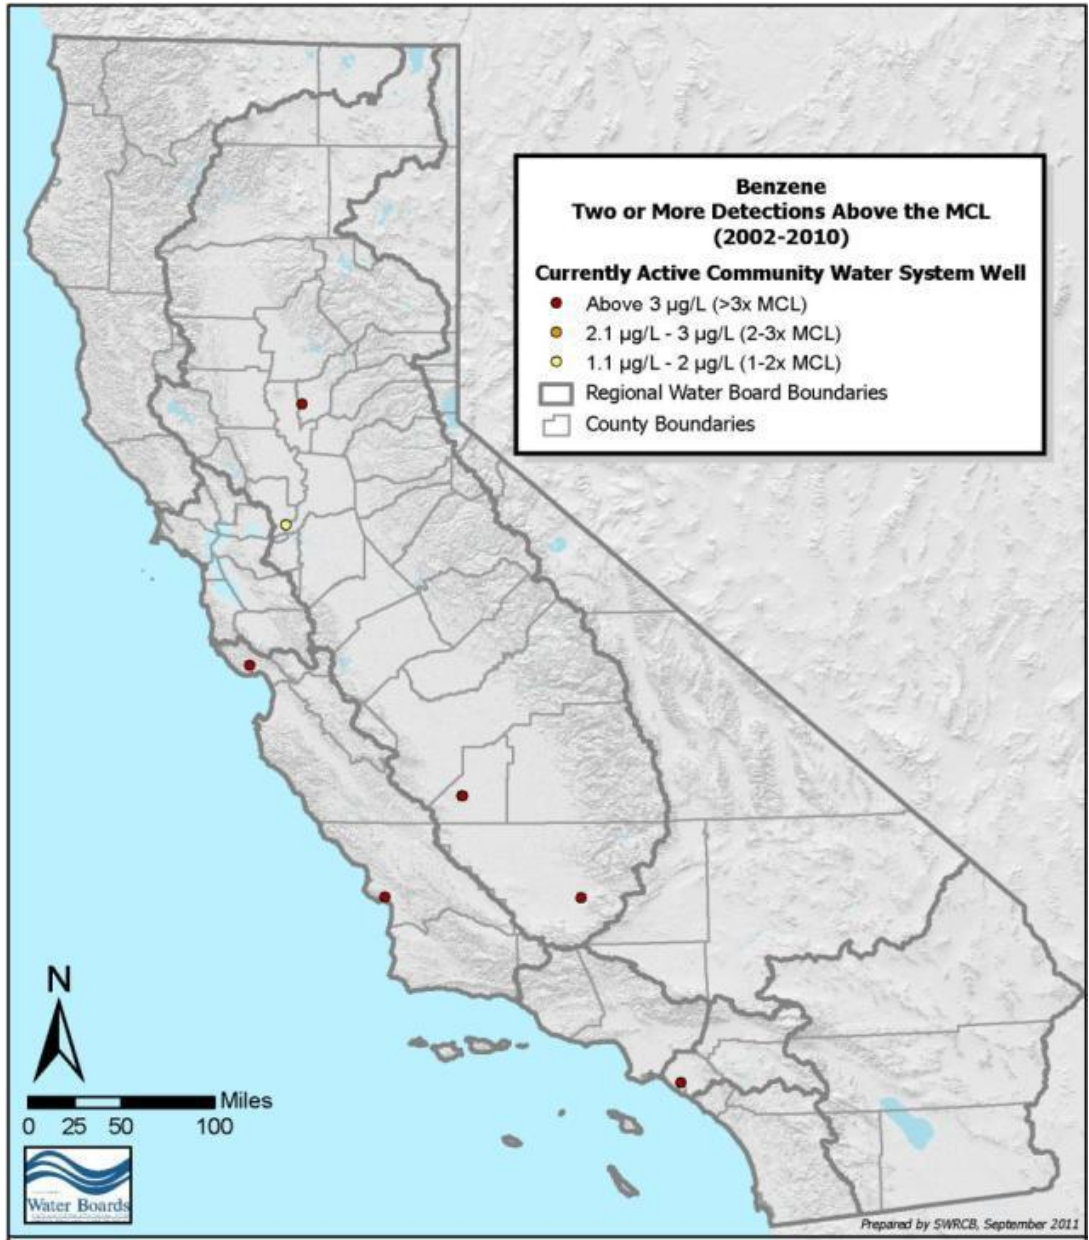 Benzene
Two or More Detections Above the MCL
(2002-2010)
Currently Active Community Water System Well
Above 3 µg/L (>3x MCL)
2.1 µg/L - 3 µg/L (2-3x MCL)
1.1 µg/L - 2 µg/L (1-2x MCL)
Regional Water Board Boundaries
County Boundaries
N
Miles
0 25 50 100
Water Boards
Prepared by SWRCB, September 2011